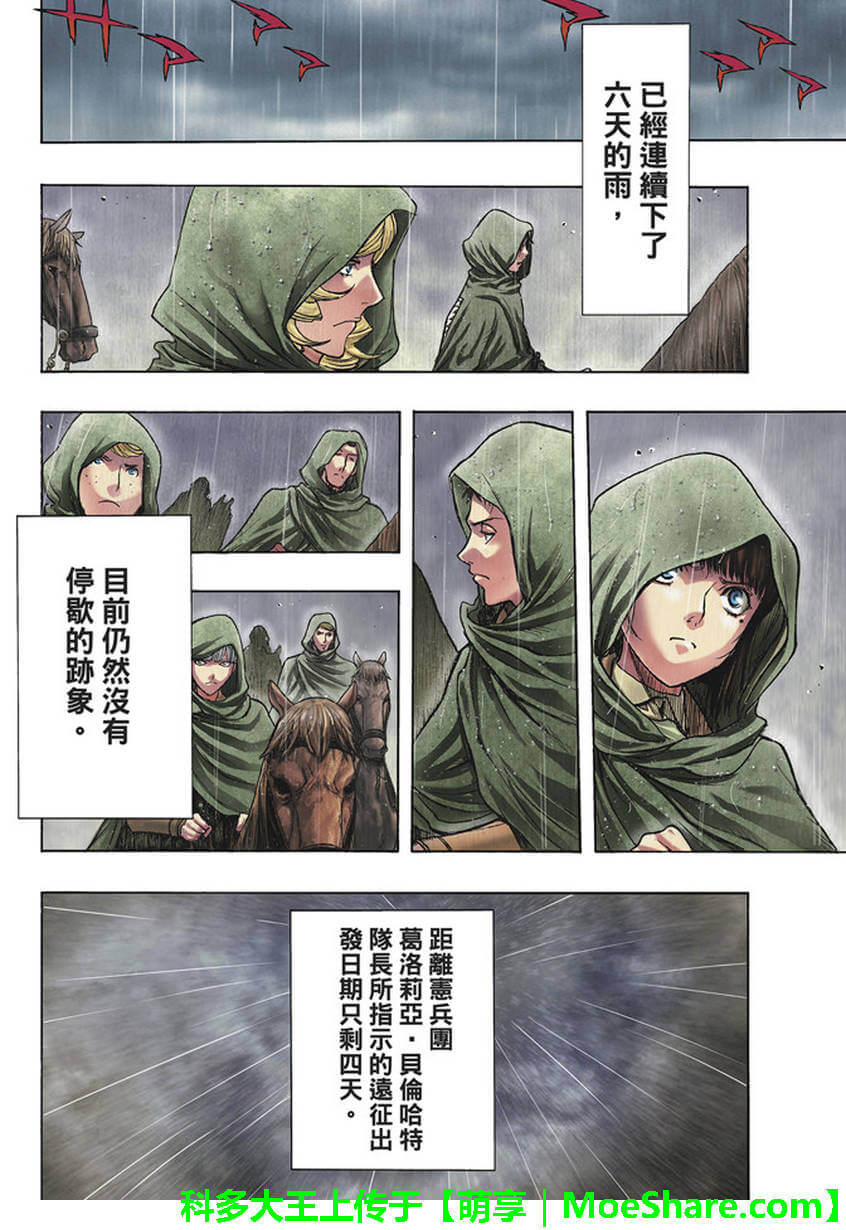 已經連續下了
六天的雨，
目前仍然沒有
停歇的跡象。
距離憲兵團
葛洛莉亞·貝倫哈特
隊長所指示的遠征出
發日期只剩四天。
科多大王上传于【萌享｜MoeShare.com】